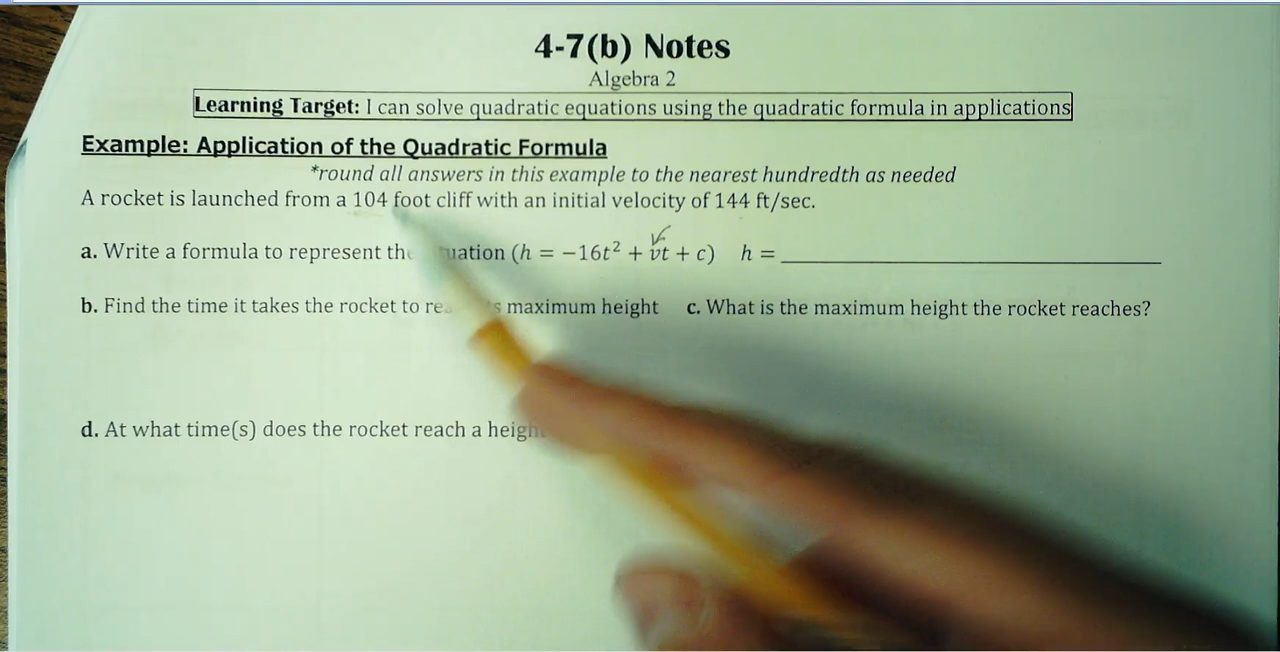 4-7(b) Notes
Algebra 2
Learning Target: I can solve quadratic equations using the quadratic formula in applications
Example: Application of the Quadratic Formula
*round all answers in this example to the nearest hundredth as needed
A rocket is launched from a 104 foot cliff with an initial velocity of 144 ft/sec.
a. Write a formula to represent (h = −16t² + vt + c) h =
b. Find the time it takes the rocket to maximum height c. What is the maximum height the rocket reaches?
d. At what time(s) does the rocket reach a